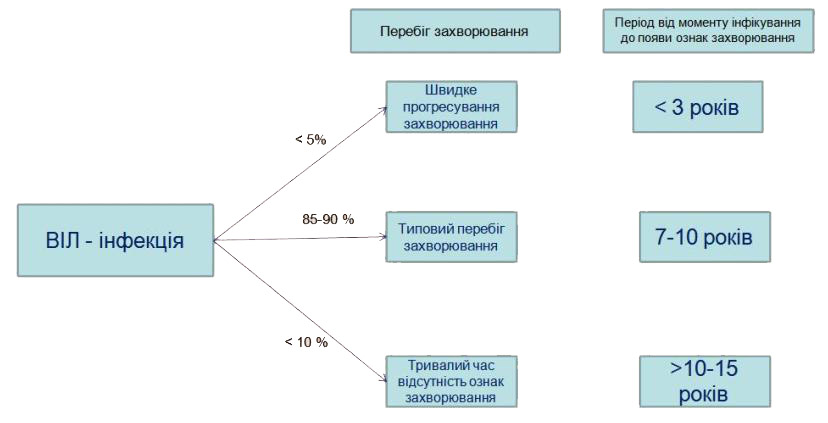 Перебіг захворювання
Період від моменту інфікування
до появи ознак захворювання
Швидке
прогресування
захворювання
< 3 років
< 5%
ВІЛ - інфекція
85-90 %
Типовий перебіг
захворювання
7-10 років
< 10 %
Тривалий час
відсутність ознак
захворювання
>10-15
років